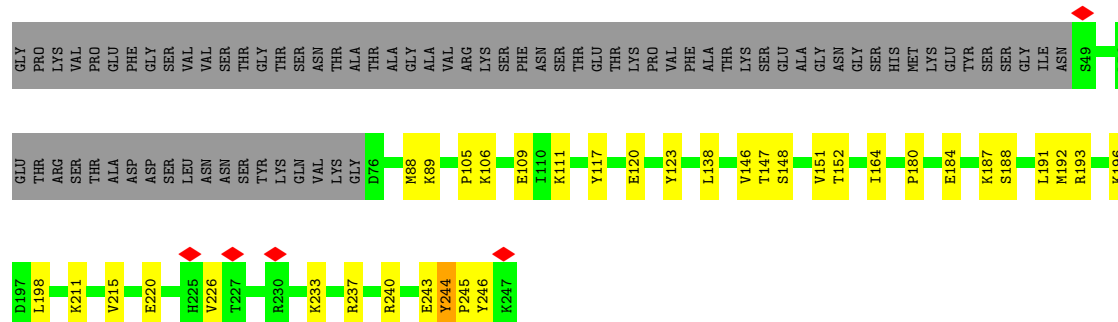 GLY PRO LYS VAL PRO GLU PHE GLY SER VAL VAL SER THR GLY THR SER ASN THR THR ALA THR ALA GLY ALA VAL ARG LYS SER PHE ASN SER THR GLU THR LYS PRO VAL PHE ALA THR LYS SER GLU ALA GLY ASN GLY SER HIS MET LYS GLU TYR SER SER GLY ILE ASN S49
GLU THR ARG SER THR ALA ASP ASP SER LEU ASN ASN SER TYR LYS GLN VAL LYS GLY D76 M88 K89 P105 K106 E109 I110 K111 Y117 E120 Y123 L138 V146 T147 S148 V151 T152 I164 P180 E184 K187 S188 L191 M192 R193
D197 L198 K211 V215 E220 H225 V226 T227 R230 K233 R237 R240 E243 Y244 P245 Y246 K247